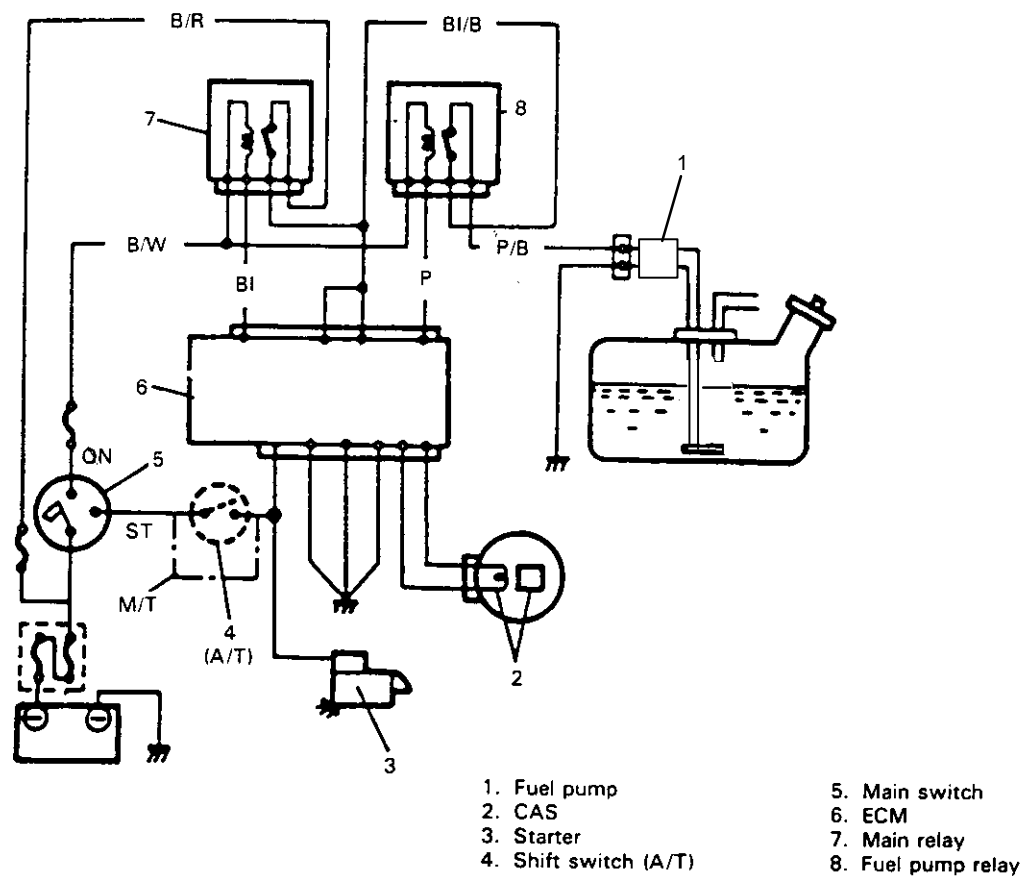 B/R
BI/B
7
8
1
B/W
P/B
BI
P
6
ON
5
ST
M/T
4
(A/T)
2
3
1. Fuel pump
2. CAS
3. Starter
4. Shift switch (A/T)
5. Main switch
6. ECM
7. Main relay
8. Fuel pump relay